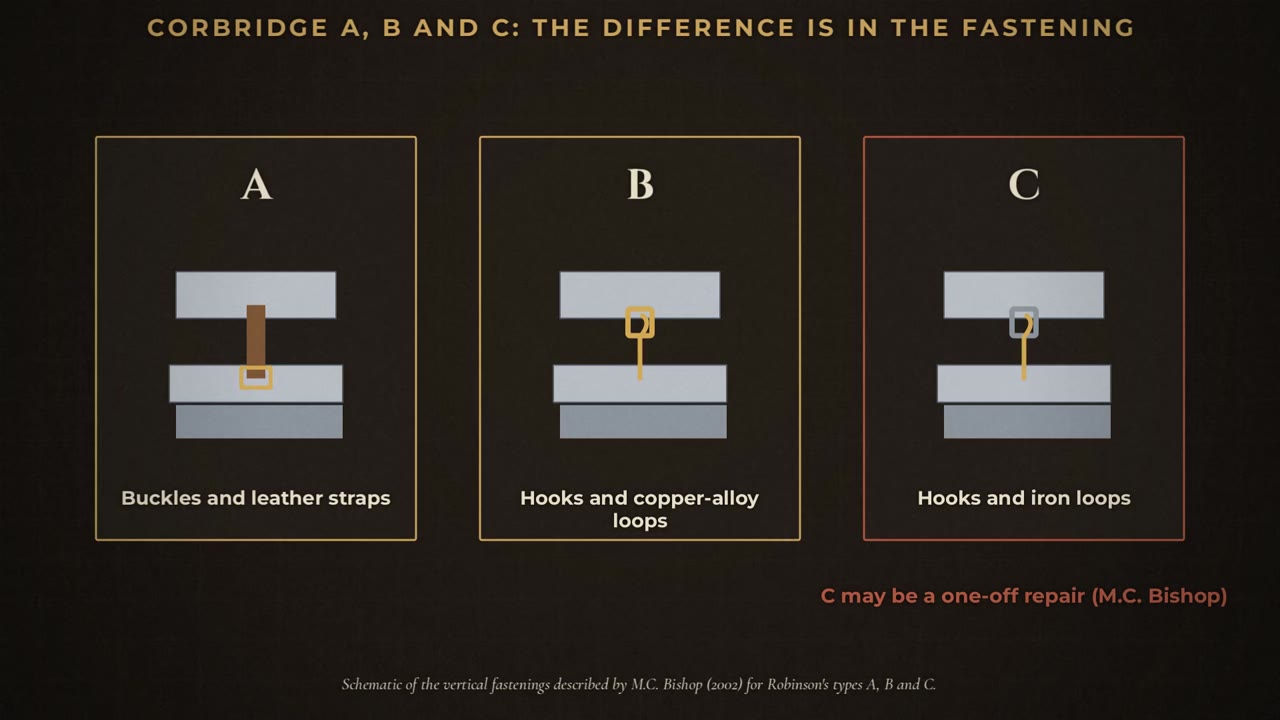 CORBRIDGE A, B AND C: THE DIFFERENCE IS IN THE FASTENING
A
B
C
Buckles and leather straps
Hooks and copper-alloy
loops
Hooks and iron loops
C may be a one-off repair (M.C. Bishop)
Schematic of the vertical fastenings described by M.C. Bishop (2002) for Robinson's types A, B and C.